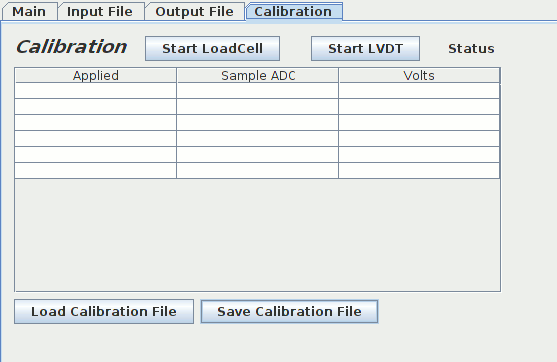 Main Input File Output File Calibration
Calibration Start LoadCell Start LVDT Status
Applied Sample ADC Volts
Load Calibration File Save Calibration File